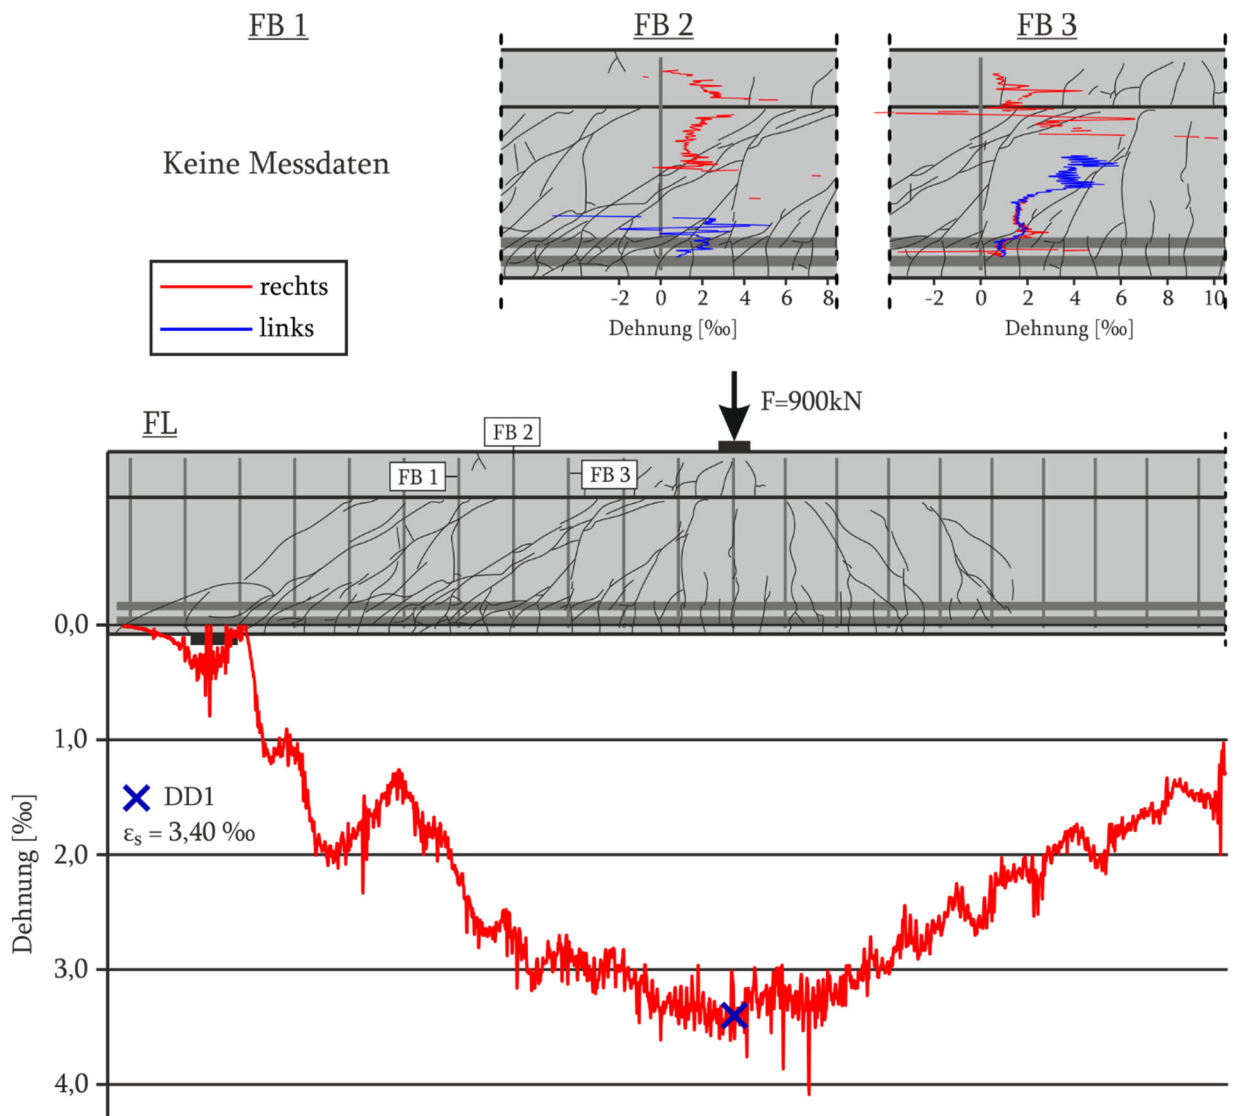 FB 1
FB 2
FB 3
Keine Messdaten
rechts
links
-2 0 2 4 6 8
Dehnung [‰]
-2 0 2 4 6 8 10
Dehnung [‰]
F=900kN
FL
FB 1
FB 2
FB 3
0,0
1,0
2,0
3,0
4,0
Dehnung [‰]
DD1
εs = 3,40 ‰